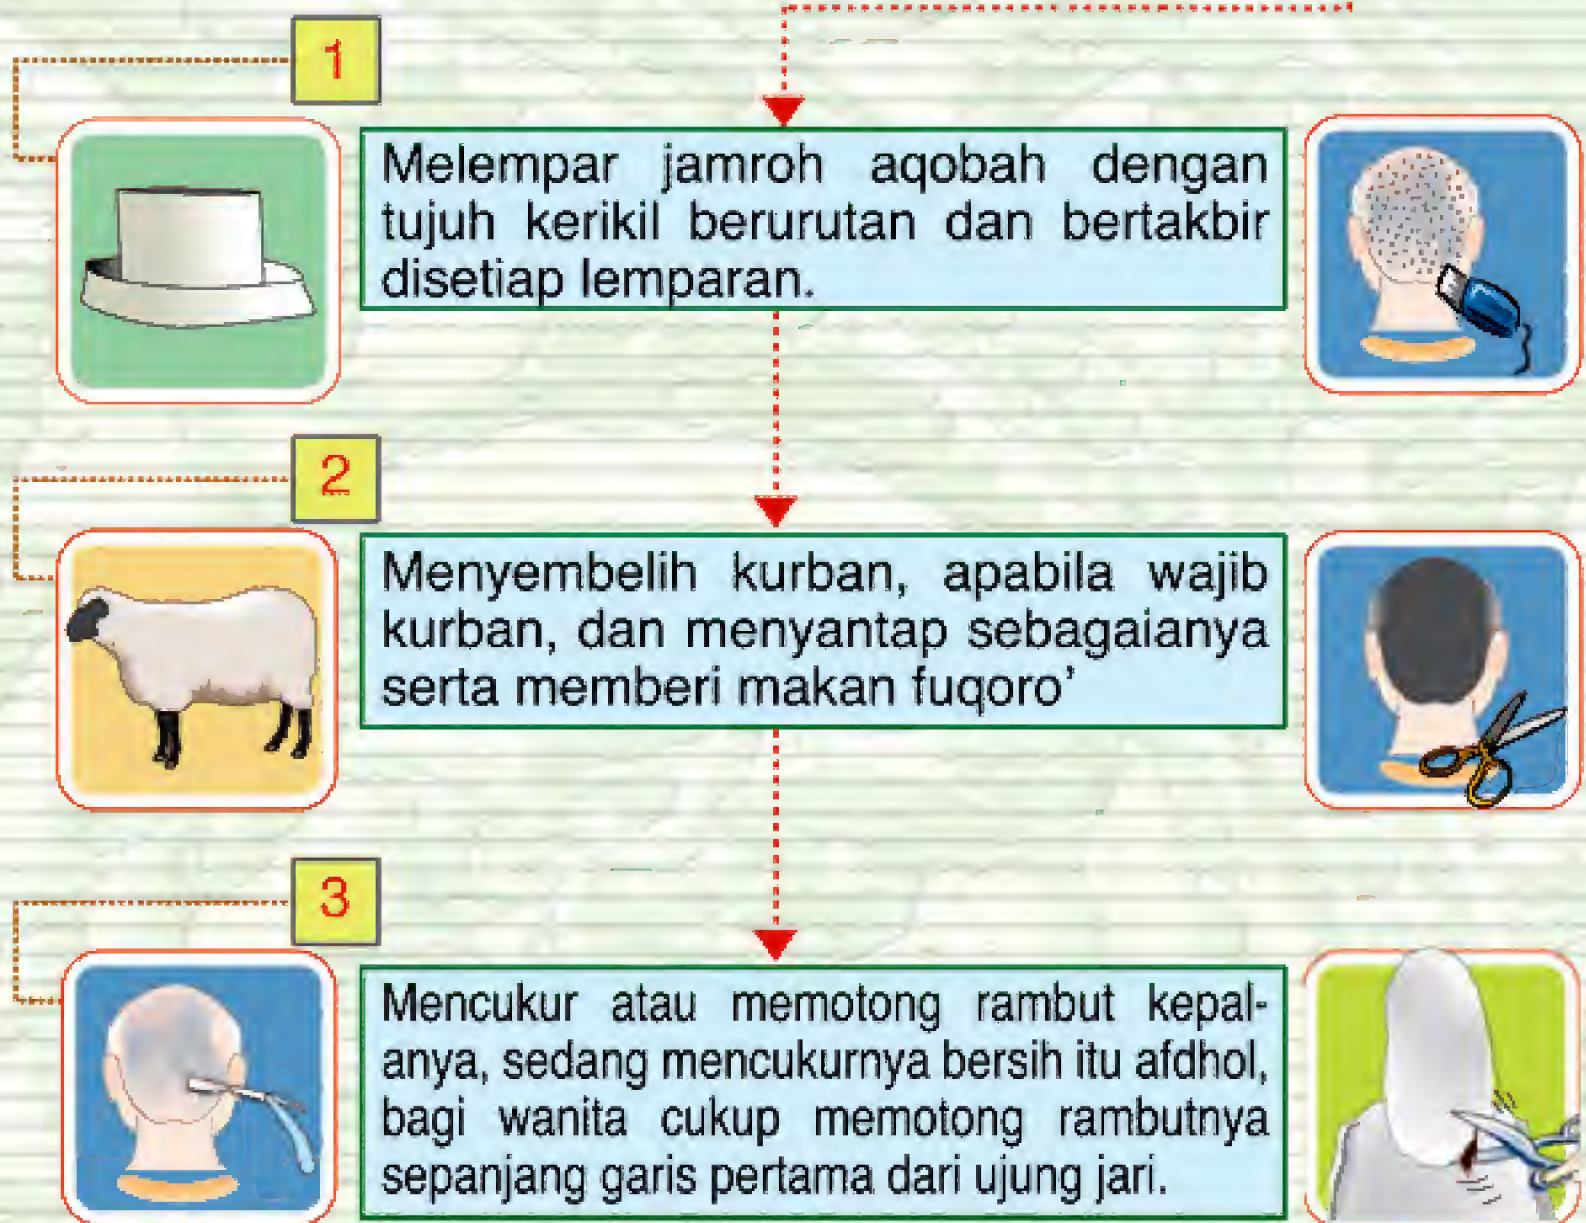 1
Melempar jamroh aqobah dengan
tujuh kerikil berurutan dan bertakbir
disetiap lemparan.
2
Menyembelih kurban, apabila wajib
kurban, dan menyantap sebagaianya
serta memberi makan fuqoro’
3
Mencukur atau memotong rambut kepal-
anya, sedang mencukurnya bersih itu afdhol,
bagi wanita cukup memotong rambutnya
sepanjang garis pertama dari ujung jari.